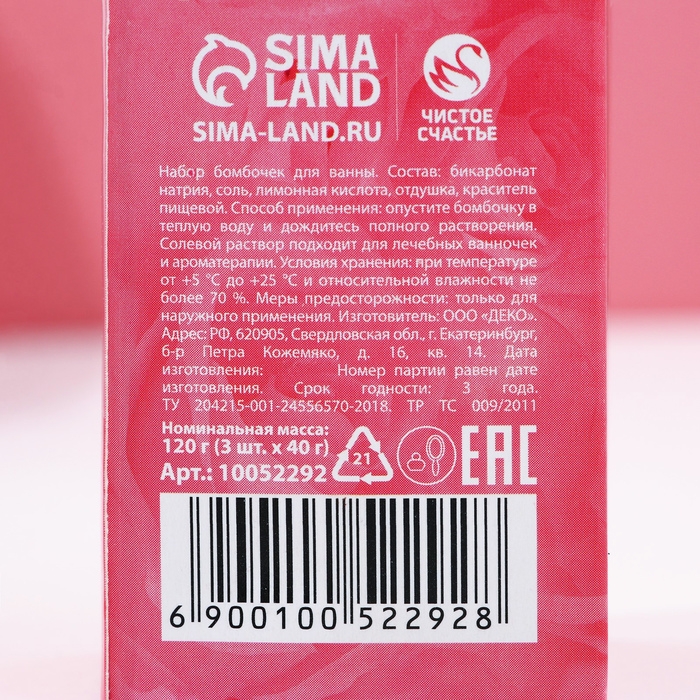 SIMA
LAND
SIMA-LAND.RU
ЧИСТОЕ
СЧАСТЬЕ
Набор бомбочек для ванны. Состав: бикарбонат
натрия, соль, лимонная кислота, отдушка, краситель
пищевой. Способ применения: опустите бомбочку в
теплую воду и дождитесь полного растворения.
Солевой раствор подходит для лечебных ванночек
и ароматерапии. Условия хранения: при температуре
от +5 °C до +25 °C и относительной влажности не
более 70 %. Меры предосторожности: только для
наружного применения. Изготовитель: ООО «ДЕКО».
Адрес: РФ, 620905, Свердловская обл., г. Екатеринбург,
б-р Петра Кожемяко, д. 16, кв. 14. Дата
изготовления: Номер партии равен дате
изготовления. Срок годности: 3 года.
ТУ 204215-001-24556570-2018. ТР ТС 009/2011
Номинальная масса:
120 г (3 шт. х 40 г)
Арт.: 10052292
21
EAC
6 900100 522928